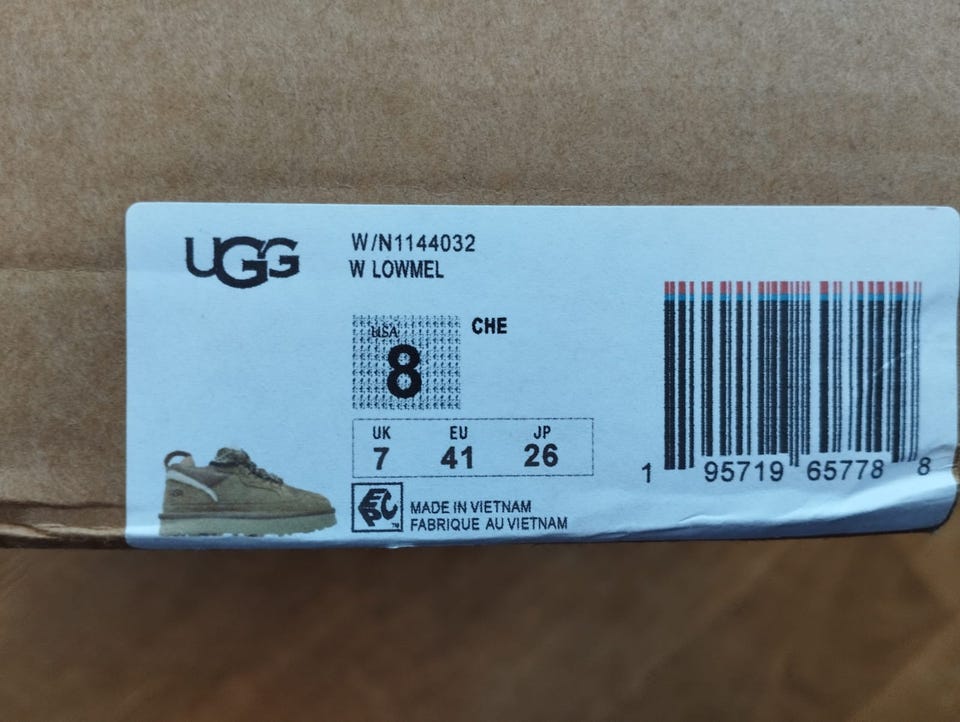 UGG
W/N1144032
W LOWMEL
USA
8
CHE
UK EU JP
7 41 26
EPC
MADE IN VIETNAM
FABRIQUE AU VIETNAM
1 95719 65778 8